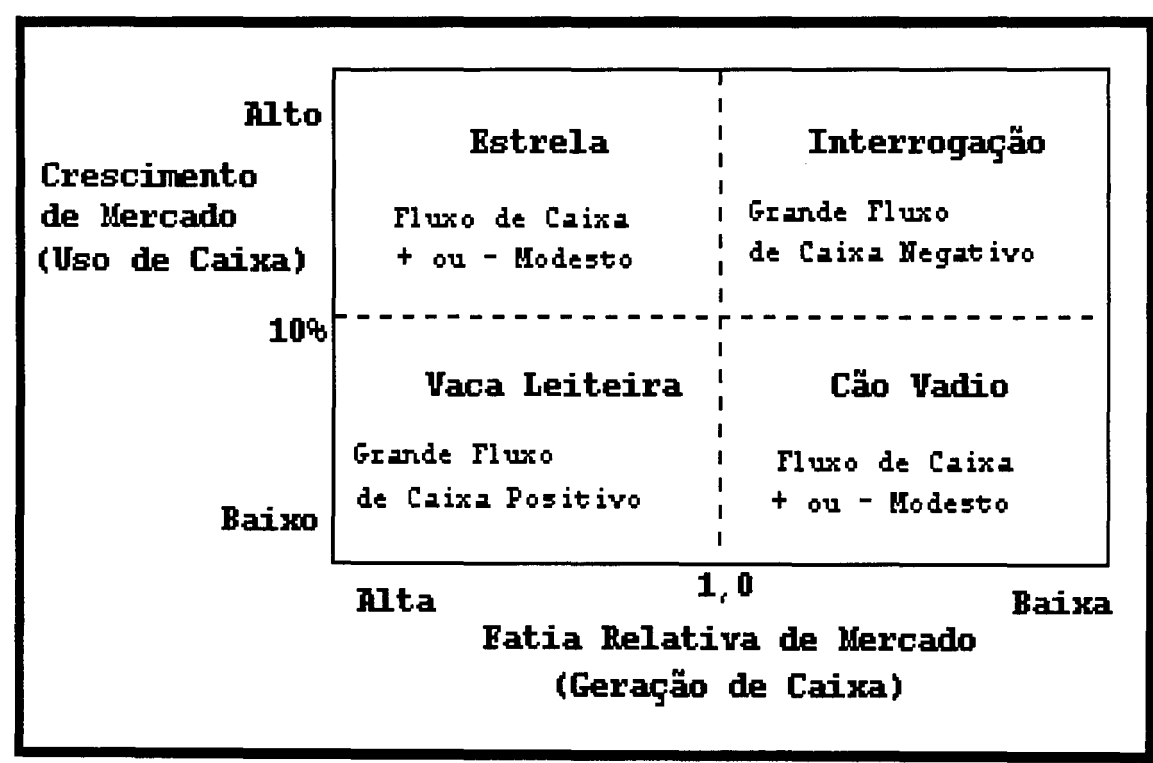 Alto
Crescimento
de Mercado
(Uso de Caixa)
10%
Baixo
Estrela
Fluxo de Caixa
+ ou - Modesto
Interrogação
Grande Fluxo
de Caixa Negativo
Vaca Leiteira
Grande Fluxo
de Caixa Positivo
Cão Vadio
Fluxo de Caixa
+ ou - Modesto
Alta
1,0
Baixa
Fatia Relativa de Mercado
(Geração de Caixa)